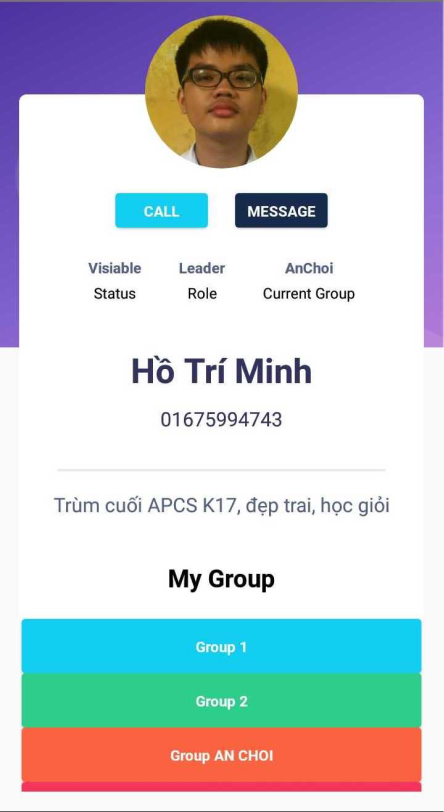 CALL
MESSAGE
Visiable
Leader
AnChoi
Status
Role
Current Group
Hồ Trí Minh
01675994743
Trùm cuối APCS K17, đẹp trai, học giỏi
My Group
Group 1
Group 2
Group AN CHOI